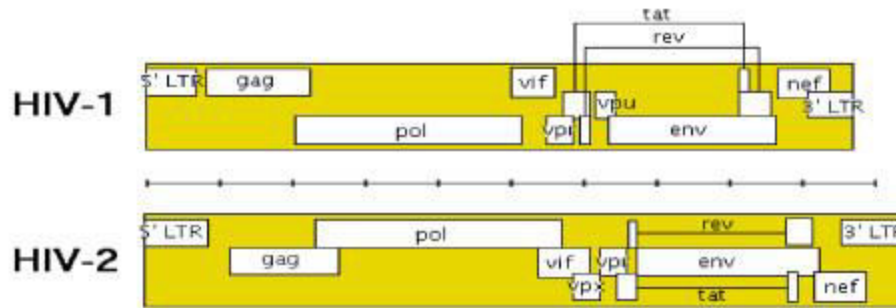 tat
rev
5' LTR gag vif nef
HIV-1 vpu 3' LTR
pol vpr env
5' LTR pol rev 3' LTR
HIV-2 gag vif vpr env
vpx tat nef